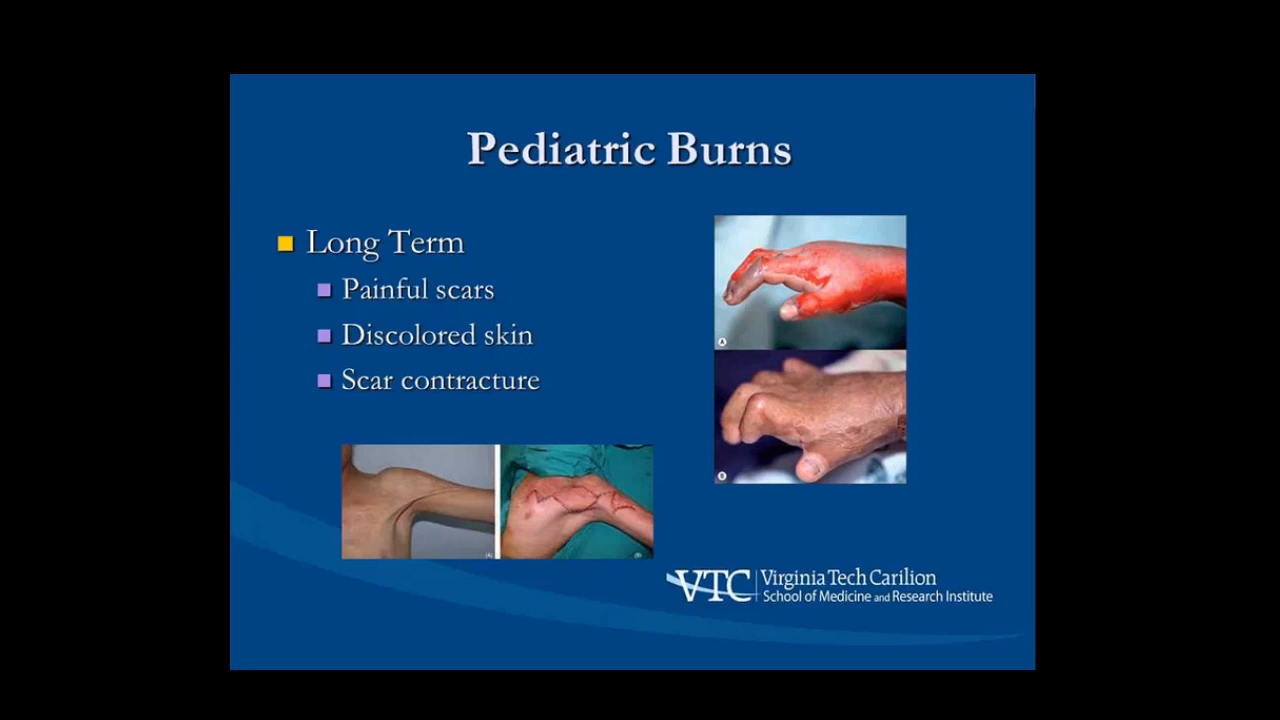 Pediatric Burns
Long Term
Painful scars
Discolored skin
Scar contracture
A
B
VTC
Virginia Tech Carilion
School of Medicine and Research Institute